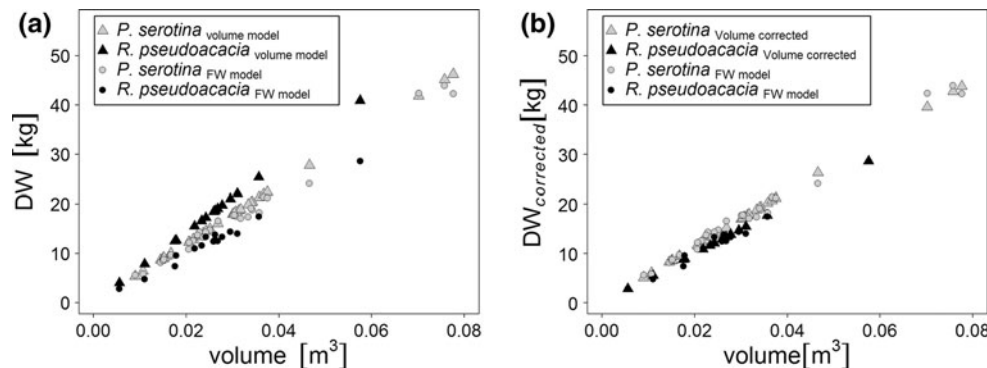 (a)
P. serotina volume model
R. pseudoacacia volume model
P. serotina FW model
R. pseudoacacia FW model
DW [kg]
50
40
30
20
10
0
0.00 0.02 0.04 0.06 0.08
volume [m³]
(b)
P. serotina Volume corrected
R. pseudoacacia Volume corrected
P. serotina FW model
R. pseudoacacia FW model
DWcorrected[kg]
50
40
30
20
10
0
0.00 0.02 0.04 0.06 0.08
volume[m³]